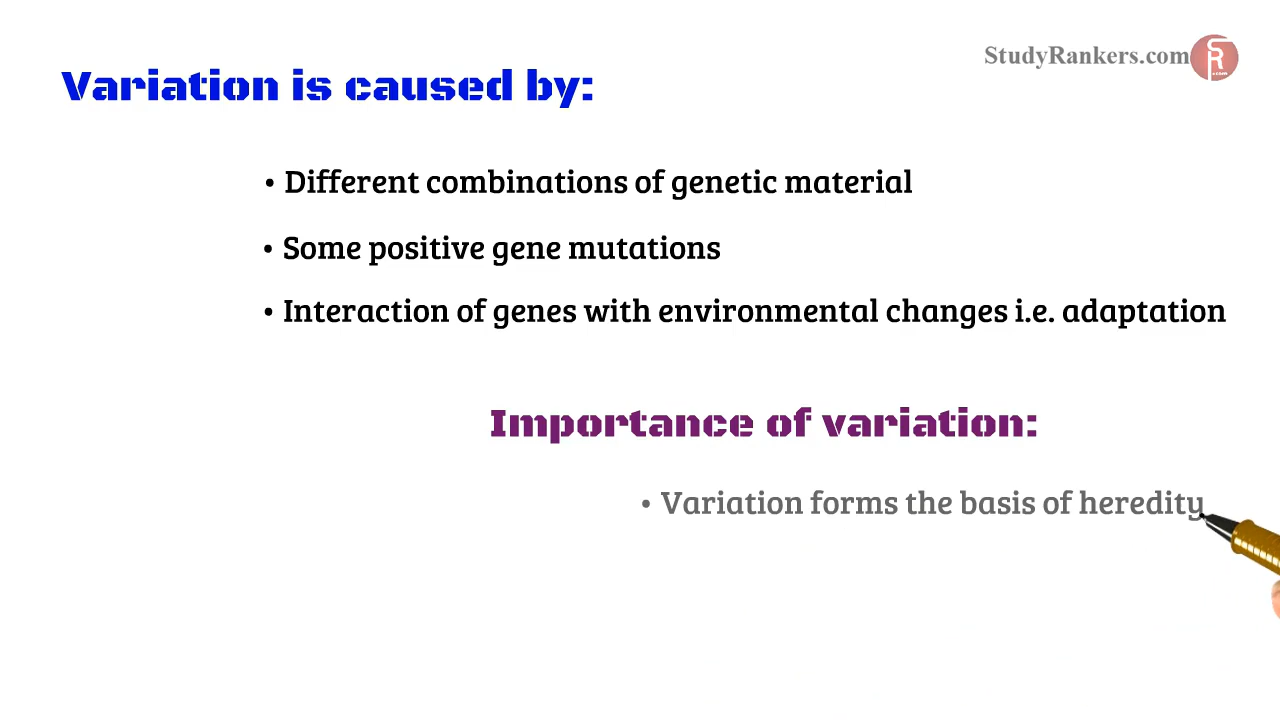 StudyRankers.com
Variation is caused by:
• Different combinations of genetic material
• Some positive gene mutations
• Interaction of genes with environmental changes i.e. adaptation
Importance of variation:
• Variation forms the basis of heredity